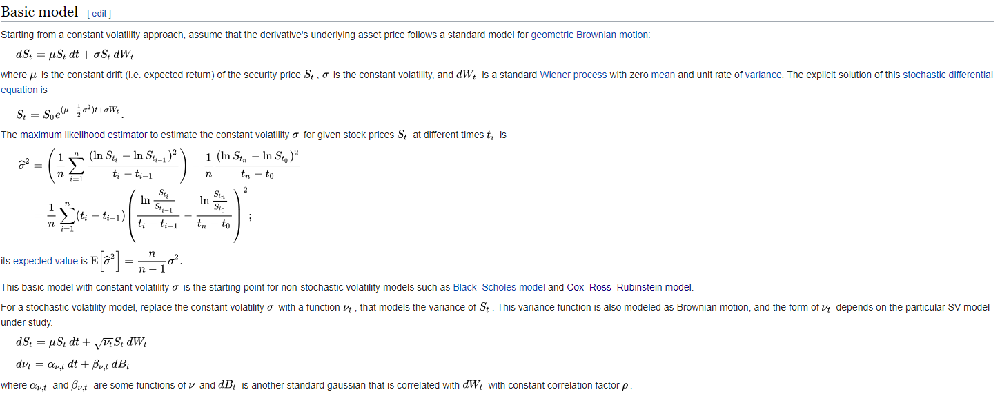 Basic model [ edit ]
Starting from a constant volatility approach, assume that the derivative's underlying asset price follows a standard model for geometric Brownian motion:
$dS_t = \mu S_t \, dt + \sigma S_t \, dW_t$
where $\mu$ is the constant drift (i.e. expected return) of the security price $S_t$ , $\sigma$ is the constant volatility, and $dW_t$ is a standard Wiener process with zero mean and unit rate of variance. The explicit solution of this stochastic differential
equation is
$S_t = S_0 e^{(\mu - \frac{1}{2}\sigma^2)t + \sigma W_t}.$
The maximum likelihood estimator to estimate the constant volatility $\sigma$ for given stock prices $S_t$ at different times $t_i$ is
$\widehat{\sigma}^2 = \left(\frac{1}{n} \sum_{i=1}^{n} \frac{(\ln S_{t_i} - \ln S_{t_{i-1}})^2}{t_i - t_{i-1}}\right) - \frac{1}{n} \frac{(\ln S_{t_n} - \ln S_{t_0})^2}{t_n - t_0}$
$= \frac{1}{n} \sum_{i=1}^{n} (t_i - t_{i-1}) \left(\frac{\ln \frac{S_{t_i}}{S_{t_{i-1}}}}{t_i - t_{i-1}} - \frac{\ln \frac{S_{t_n}}{S_{t_0}}}{t_n - t_0}\right)^2;$
its expected value is $\mathrm{E}\left[\widehat{\sigma}^2\right] = \frac{n}{n-1} \sigma^2.$
This basic model with constant volatility $\sigma$ is the starting point for non-stochastic volatility models such as Black–Scholes model and Cox–Ross–Rubinstein model.
For a stochastic volatility model, replace the constant volatility $\sigma$ with a function $\nu_t$ , that models the variance of $S_t$ . This variance function is also modeled as Brownian motion, and the form of $\nu_t$ depends on the particular SV model
under study.
$dS_t = \mu S_t \, dt + \sqrt{\nu_t} S_t \, dW_t$
$d\nu_t = \alpha_{\nu,t} \, dt + \beta_{\nu,t} \, dB_t$
where $\alpha_{\nu,t}$ and $\beta_{\nu,t}$ are some functions of $\nu$ and $dB_t$ is another standard gaussian that is correlated with $dW_t$ with constant correlation factor $\rho$ .